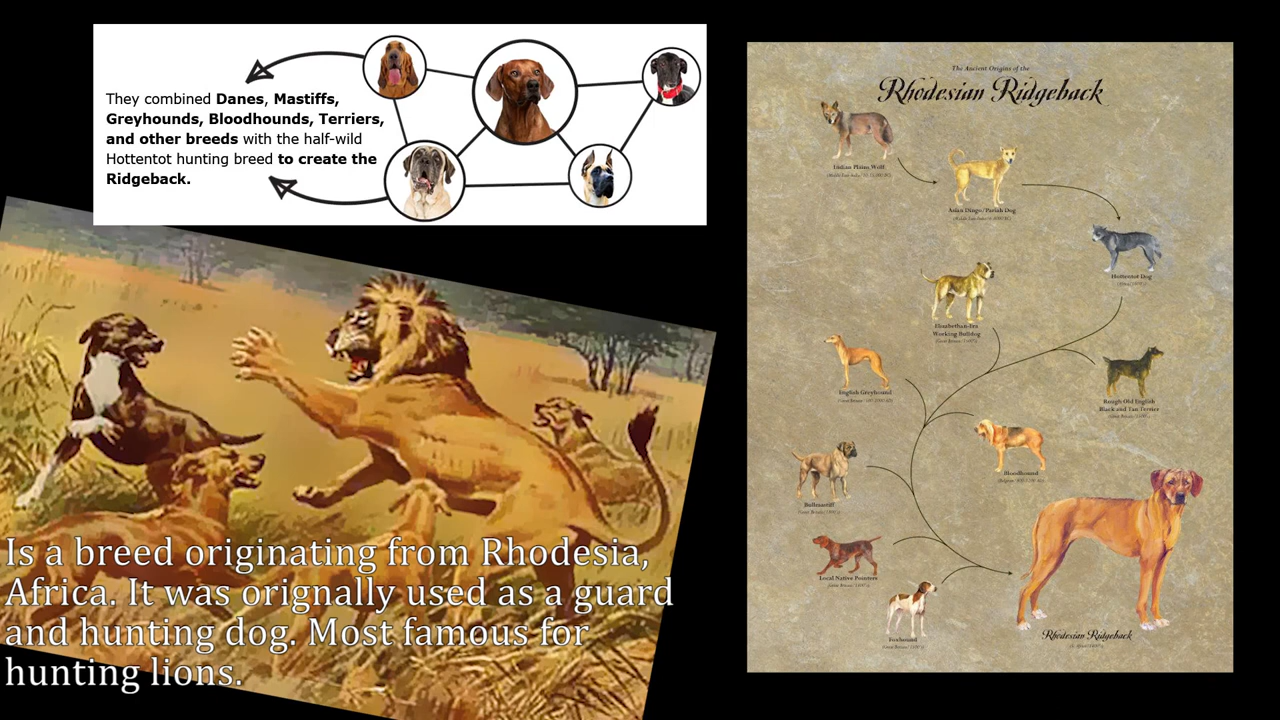 They combined Danes, Mastiffs,
Greyhounds, Bloodhounds, Terriers,
and other breeds with the half-wild
Hottentot hunting breed to create the
Ridgeback.
Is a breed originating from Rhodesia,
Africa. It was orignally used as a guard
and hunting dog. Most famous for
hunting lions.
The Ancient Origins of the
Rhodesian Ridgeback
Indian Plains Wolf
Asian Dingo/Pariah Dog
Hottentot Dog
Elizabethan-Era
Working Bulldog
English Greyhound
Rough Old English
Black and Tan Terrier
Bloodhound
Bullmastiff
Local Native Pointers
Foxhound
Rhodesian Ridgeback